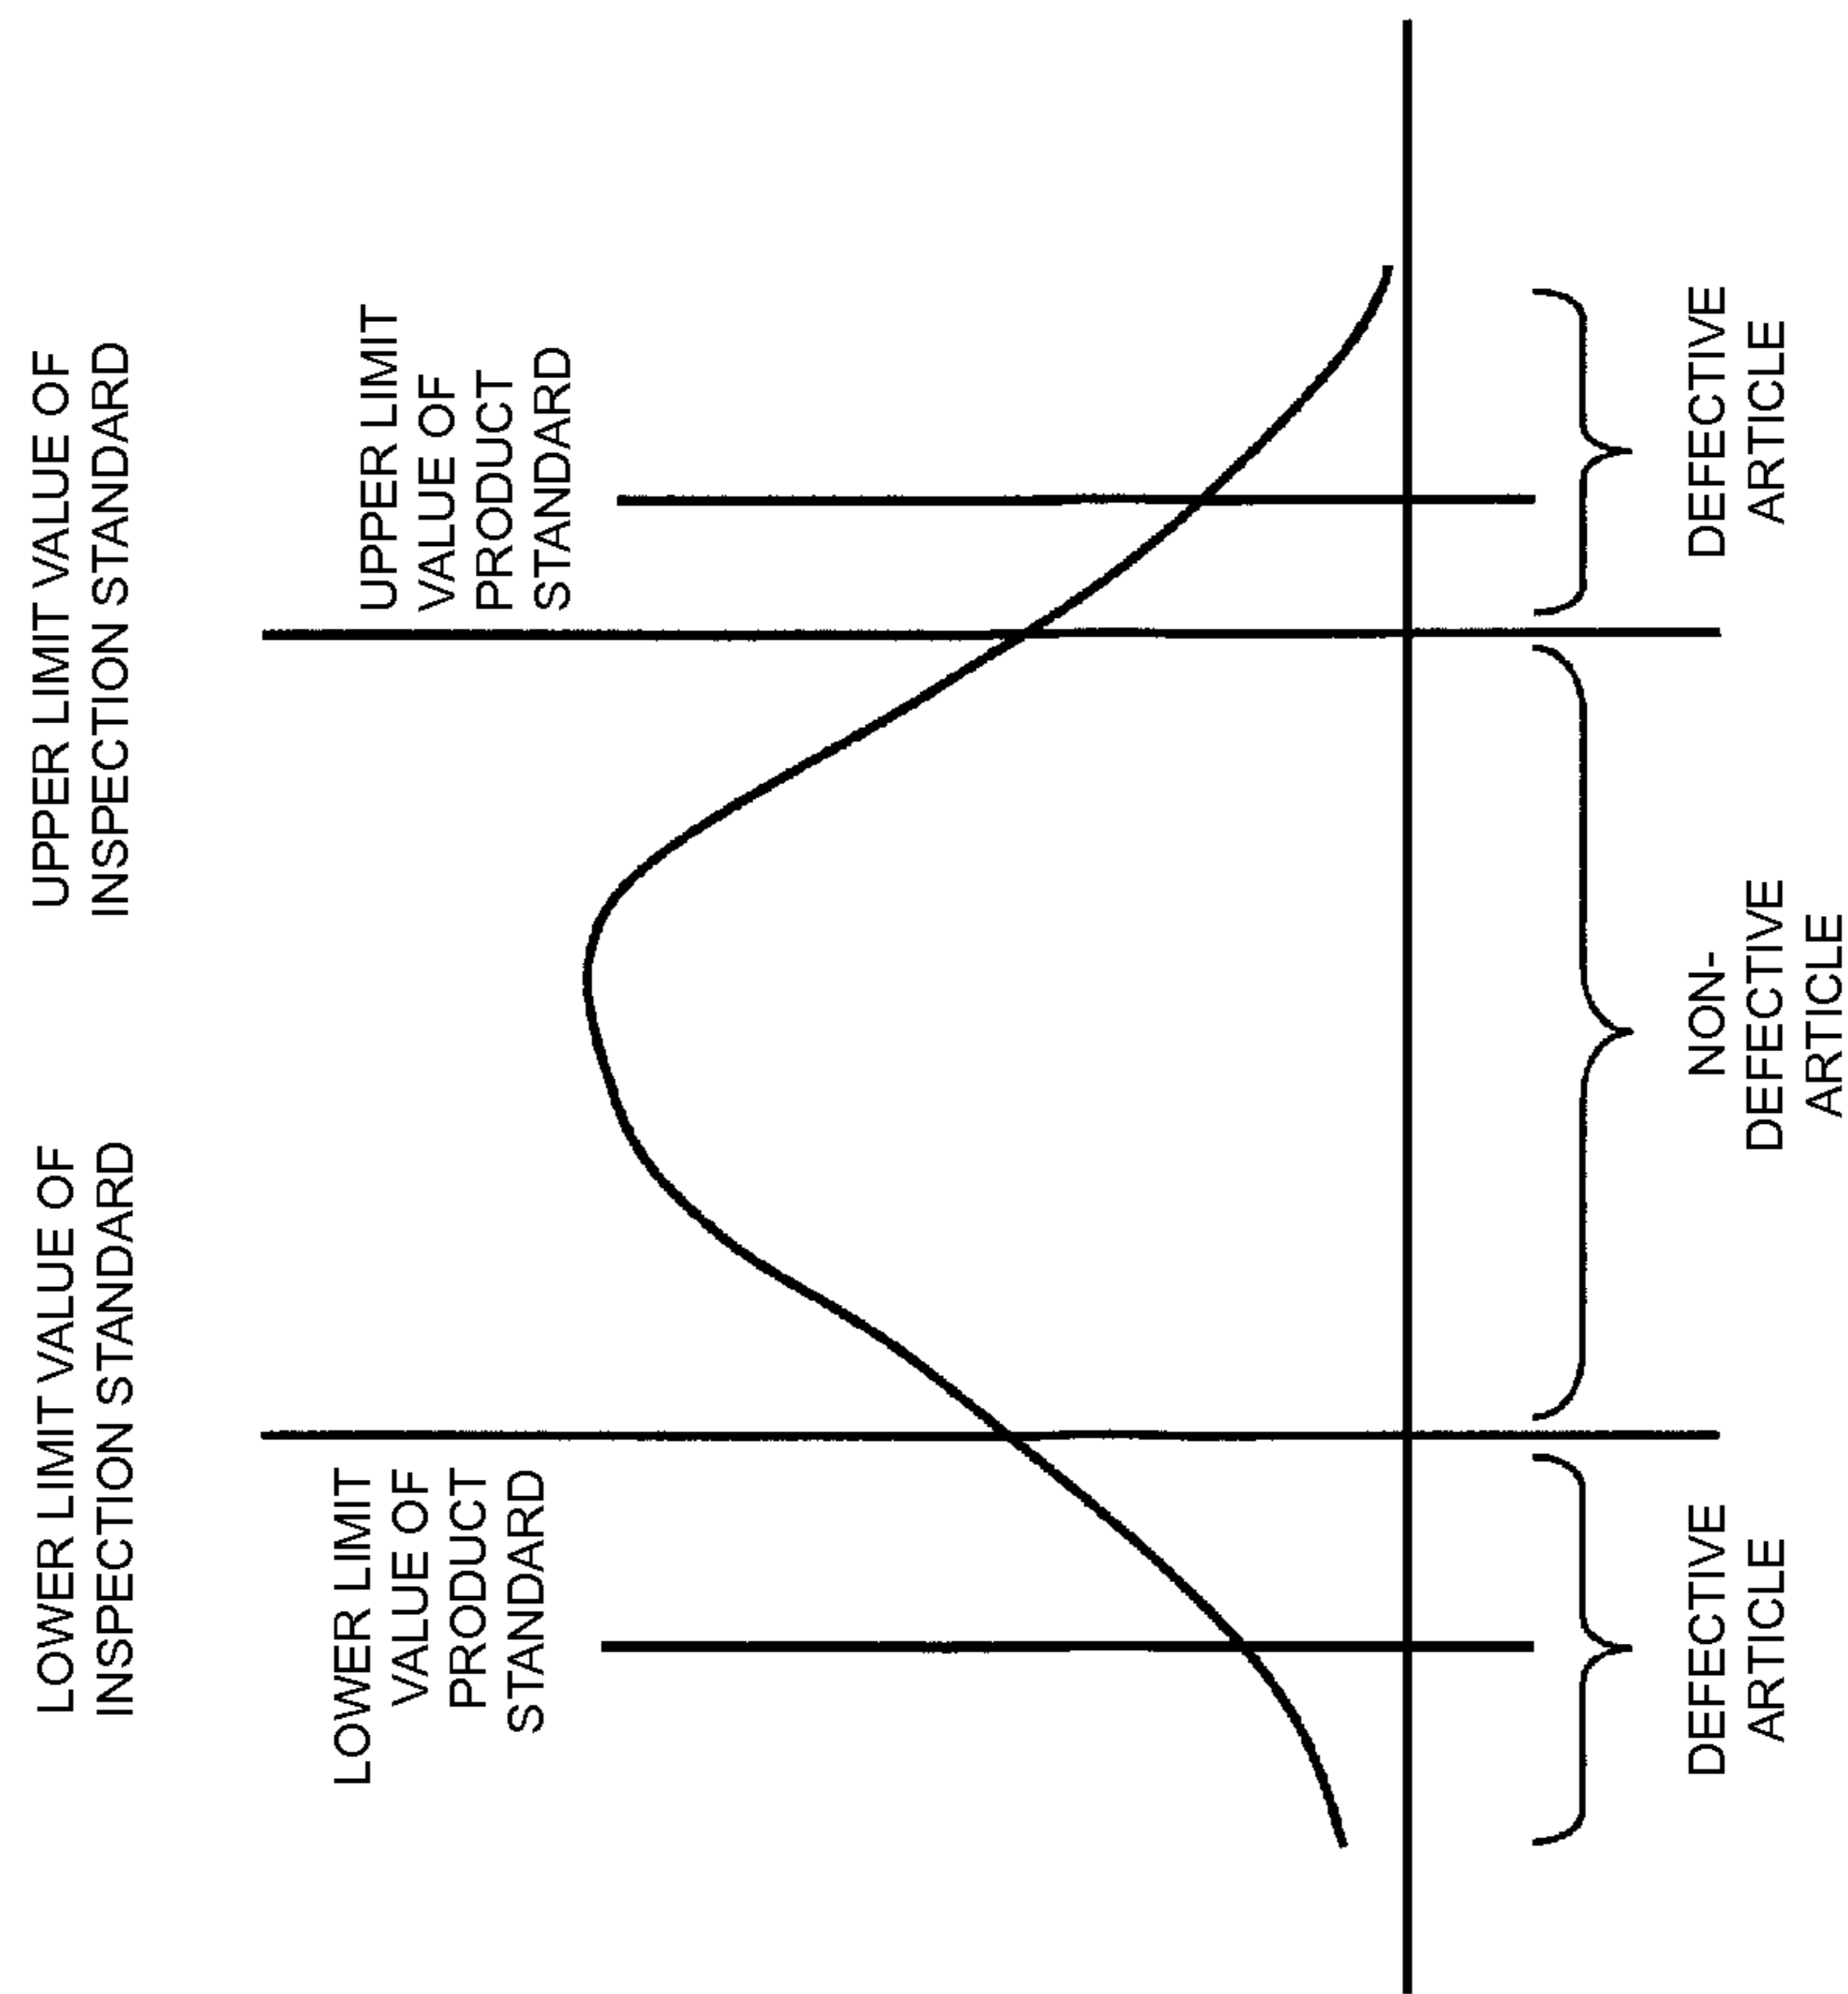 LOWER LIMIT VALUE OF
INSPECTION STANDARD
UPPER LIMIT VALUE OF
INSPECTION STANDARD
LOWER LIMIT
VALUE OF
PRODUCT
STANDARD
UPPER LIMIT
VALUE OF
PRODUCT
STANDARD
DEFECTIVE
ARTICLE
NON-
DEFECTIVE
ARTICLE
DEFECTIVE
ARTICLE